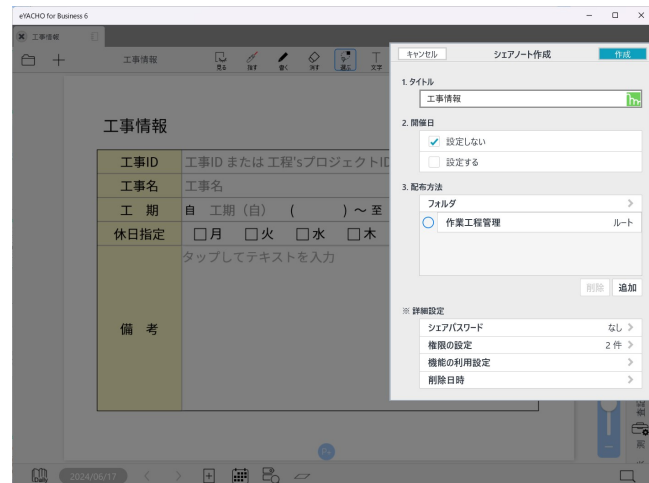 eYACHO for Business 6
工事情報
工事情報
見る
指す
書く
消す
選ぶ
文字
キャンセル
シェアノート作成
作成
1. タイトル
工事情報
2. 開催日
設定しない
設定する
3. 配布方法
フォルダ
作業工程管理 ルート
削除 追加
※ 詳細設定
シェアパスワード なし
権限の設定 2 件
機能の利用設定
削除日時
工事情報
工事ID 工事ID または 工程'sプロジェクトID
工事名 工事名
工 期 自 工期（自） ( ) ～ 至
休日指定 □月 □火 □水 □木
備 考 タップしてテキストを入力
Daily 2024/06/17